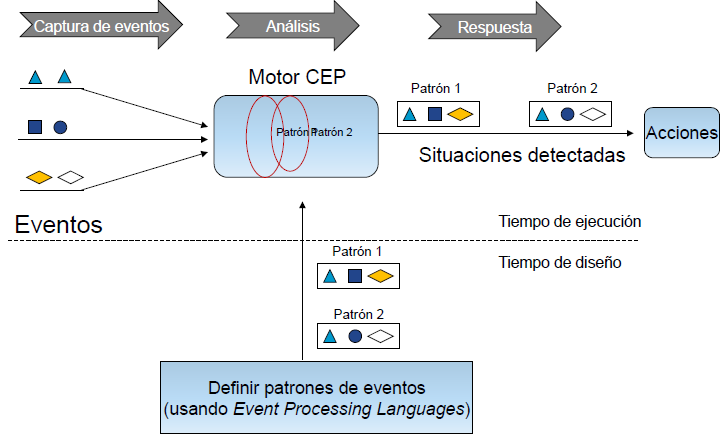 Captura de eventos
Análisis
Respuesta
Motor CEP
Patrón 1
Patrón 2
Patrón 1
Patrón 2
Acciones
Situaciones detectadas
Eventos
Tiempo de ejecución
Tiempo de diseño
Patrón 1
Patrón 2
Definir patrones de eventos
(usando Event Processing Languages)